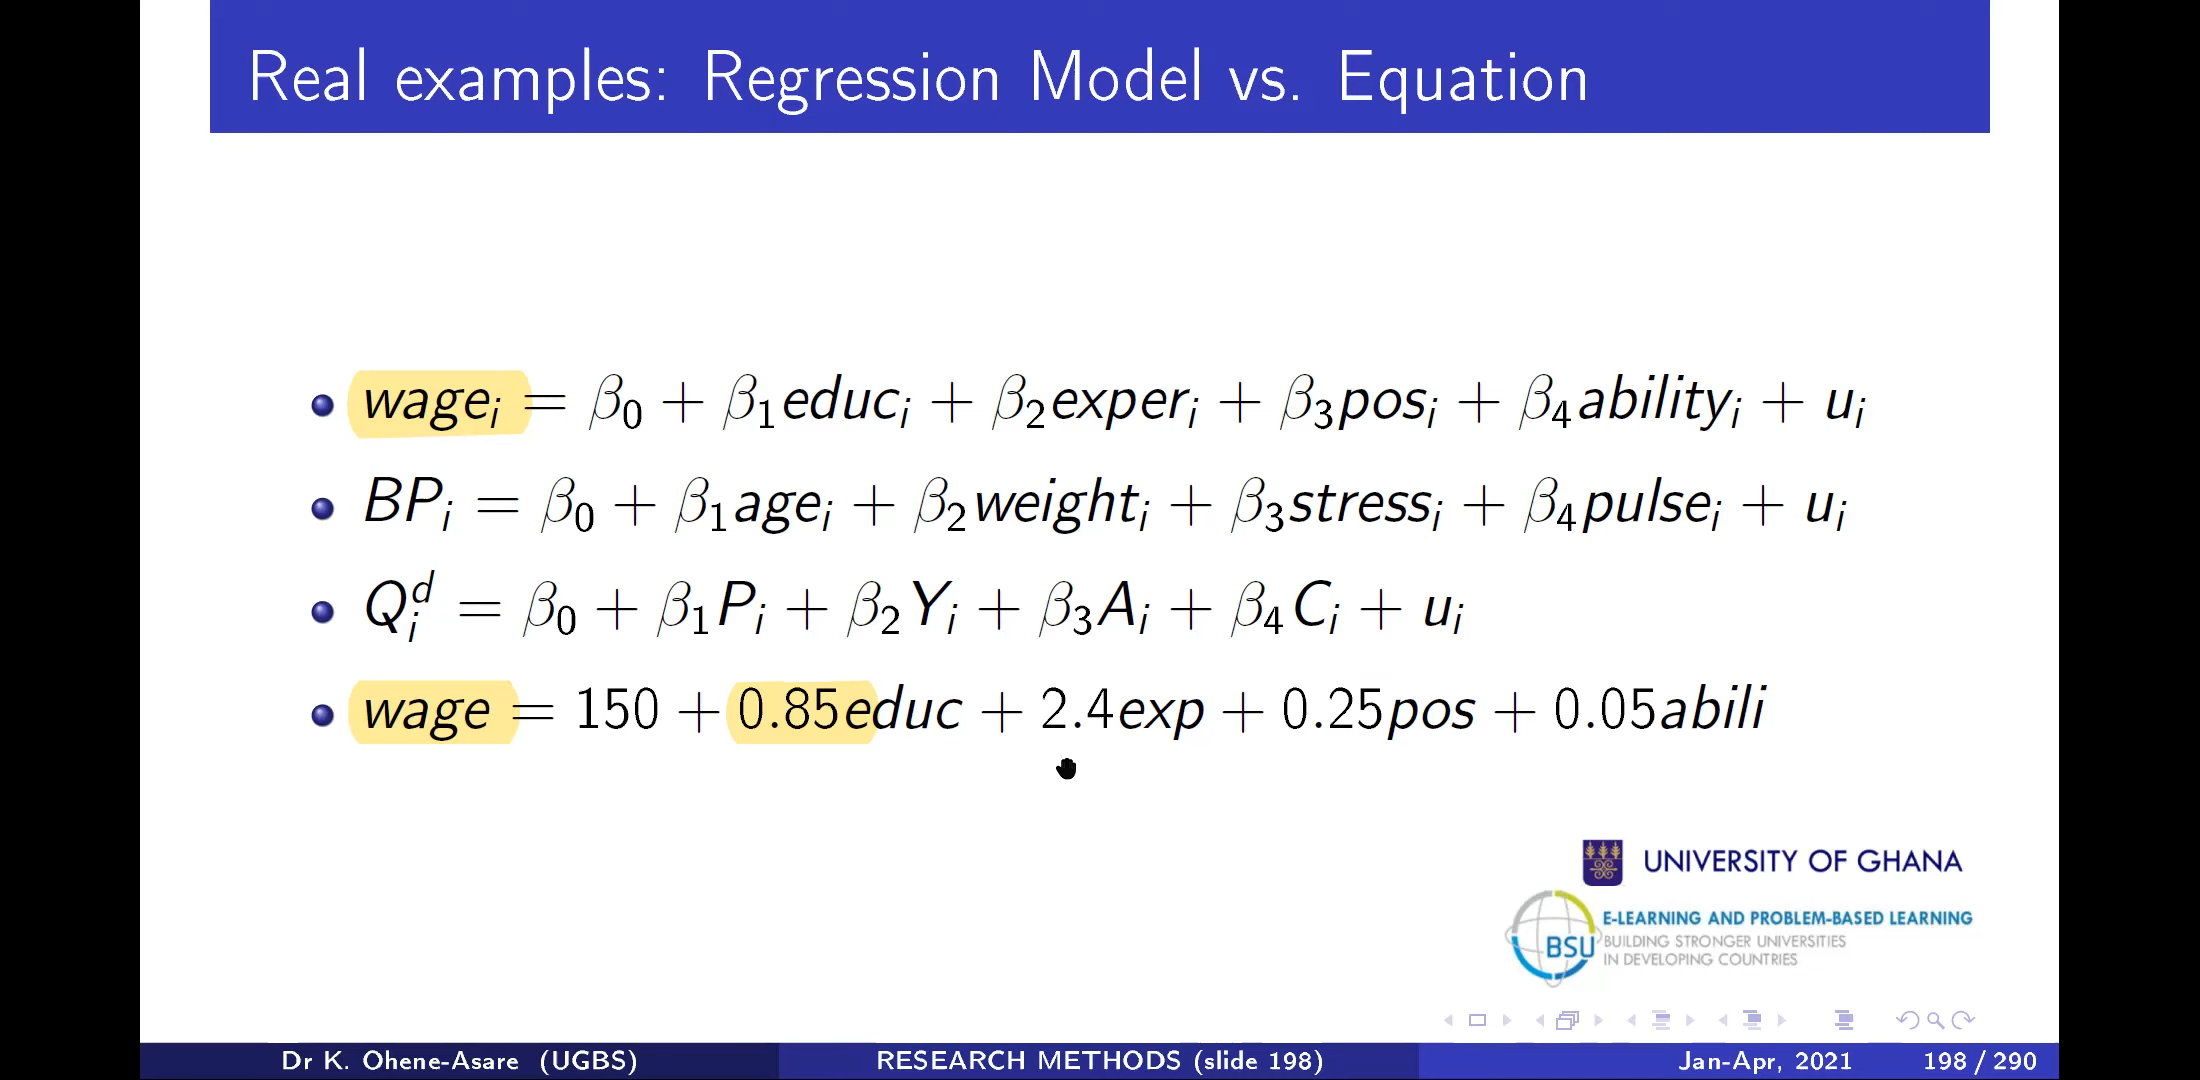 Real examples: Regression Model vs. Equation
wageᵢ = β₀ + β₁educᵢ + β₂experᵢ + β₃posᵢ + β₄abilityᵢ + uᵢ
BPᵢ = β₀ + β₁ageᵢ + β₂weightᵢ + β₃stressᵢ + β₄pulseᵢ + uᵢ
Qᵢᵈ = β₀ + β₁Pᵢ + β₂Yᵢ + β₃Aᵢ + β₄Cᵢ + uᵢ
wage = 150 + 0.85educ + 2.4exp + 0.25pos + 0.05abili
UNIVERSITY OF GHANA
E-LEARNING AND PROBLEM-BASED LEARNING
BSU BUILDING STRONGER UNIVERSITIES
IN DEVELOPING COUNTRIES
Dr K. Ohene-Asare (UGBS) RESEARCH METHODS (slide 198) Jan-Apr, 2021 198 / 290